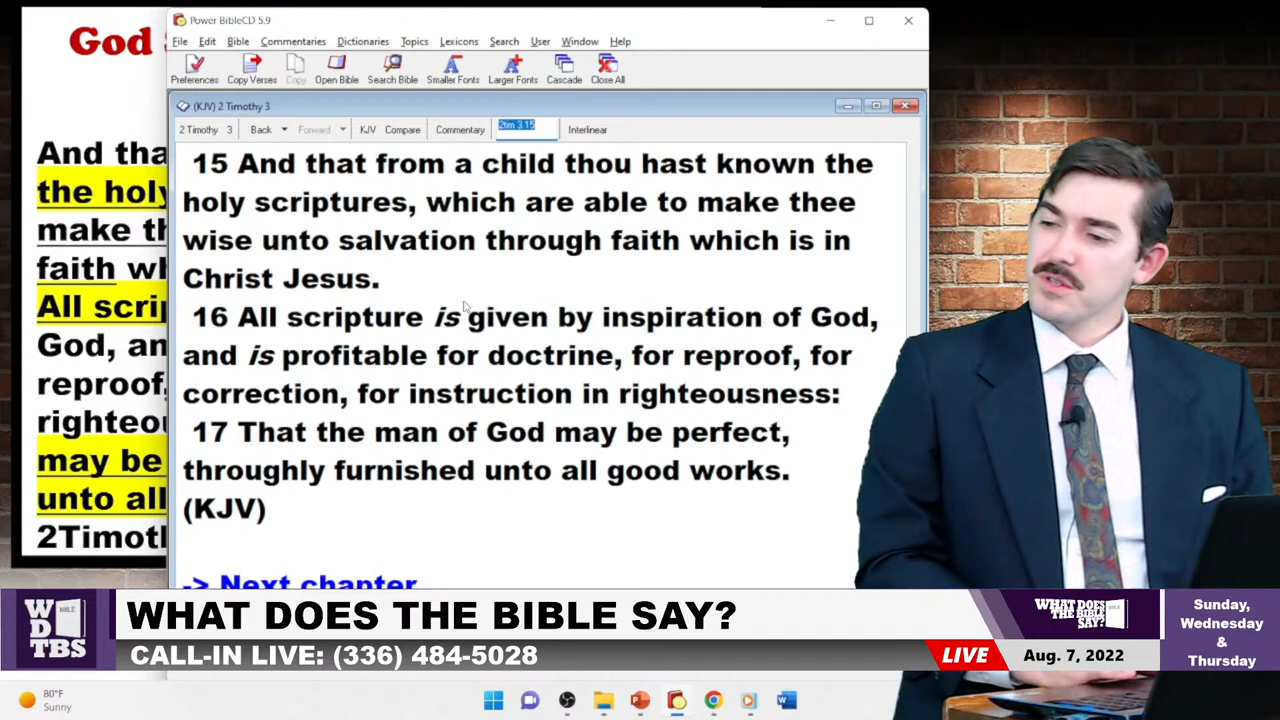 God
And tha
the holy
make th
faith wh
All scrip
God, an
reproof,
righteou
may be
unto all
2Timoth
Power BibleCD 5.9
File Edit Bible Commentaries Dictionaries Topics Lexicons Search User Window Help
Preferences Copy Verses Copy Open Bible Search Bible Smaller Fonts Larger Fonts Cascade Close All
(KJV) 2 Timothy 3
2 Timothy 3 Back Forward KJV Compare Commentary 2tim 3.15 Interlinear
15 And that from a child thou hast known the
holy scriptures, which are able to make thee
wise unto salvation through faith which is in
Christ Jesus.
16 All scripture is given by inspiration of God,
and is profitable for doctrine, for reproof, for
correction, for instruction in righteousness:
17 That the man of God may be perfect,
throughly furnished unto all good works.
(KJV)
-> Next chapter
WD BIBLE
TBS
WHAT DOES THE BIBLE SAY?
CALL-IN LIVE: (336) 484-5028
WHAT DOES
THE BIBLE
SAY?
BIBLE
LIVE Aug. 7, 2022
Sunday,
Wednesday
&
Thursday
80°F
Sunny